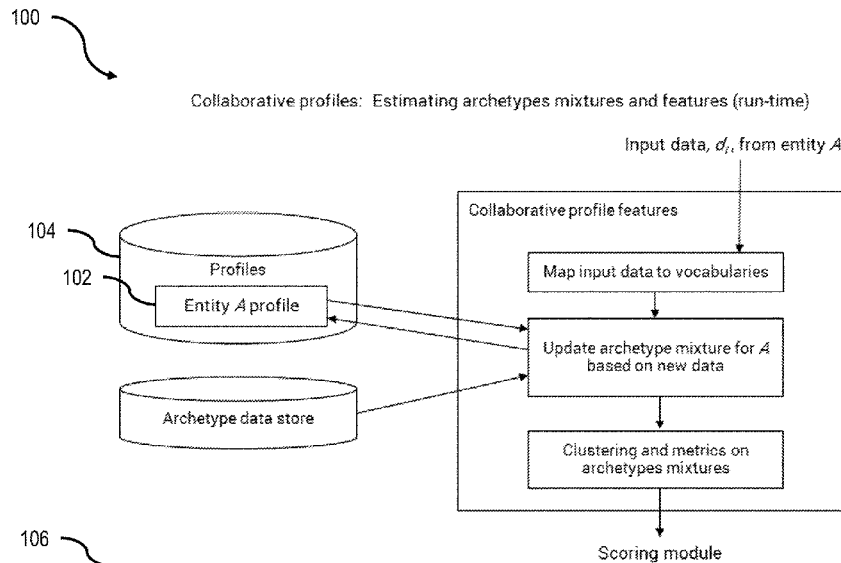 100
Collaborative profiles: Estimating archetypes mixtures and features (run-time)
Input data, dᵢ, from entity A
Collaborative profile features
104
Profiles
102
Map input data to vocabularies
Entity A profile
Update archetype mixture for A
based on new data
Archetype data store
Clustering and metrics on
archetypes mixtures
106
Scoring module